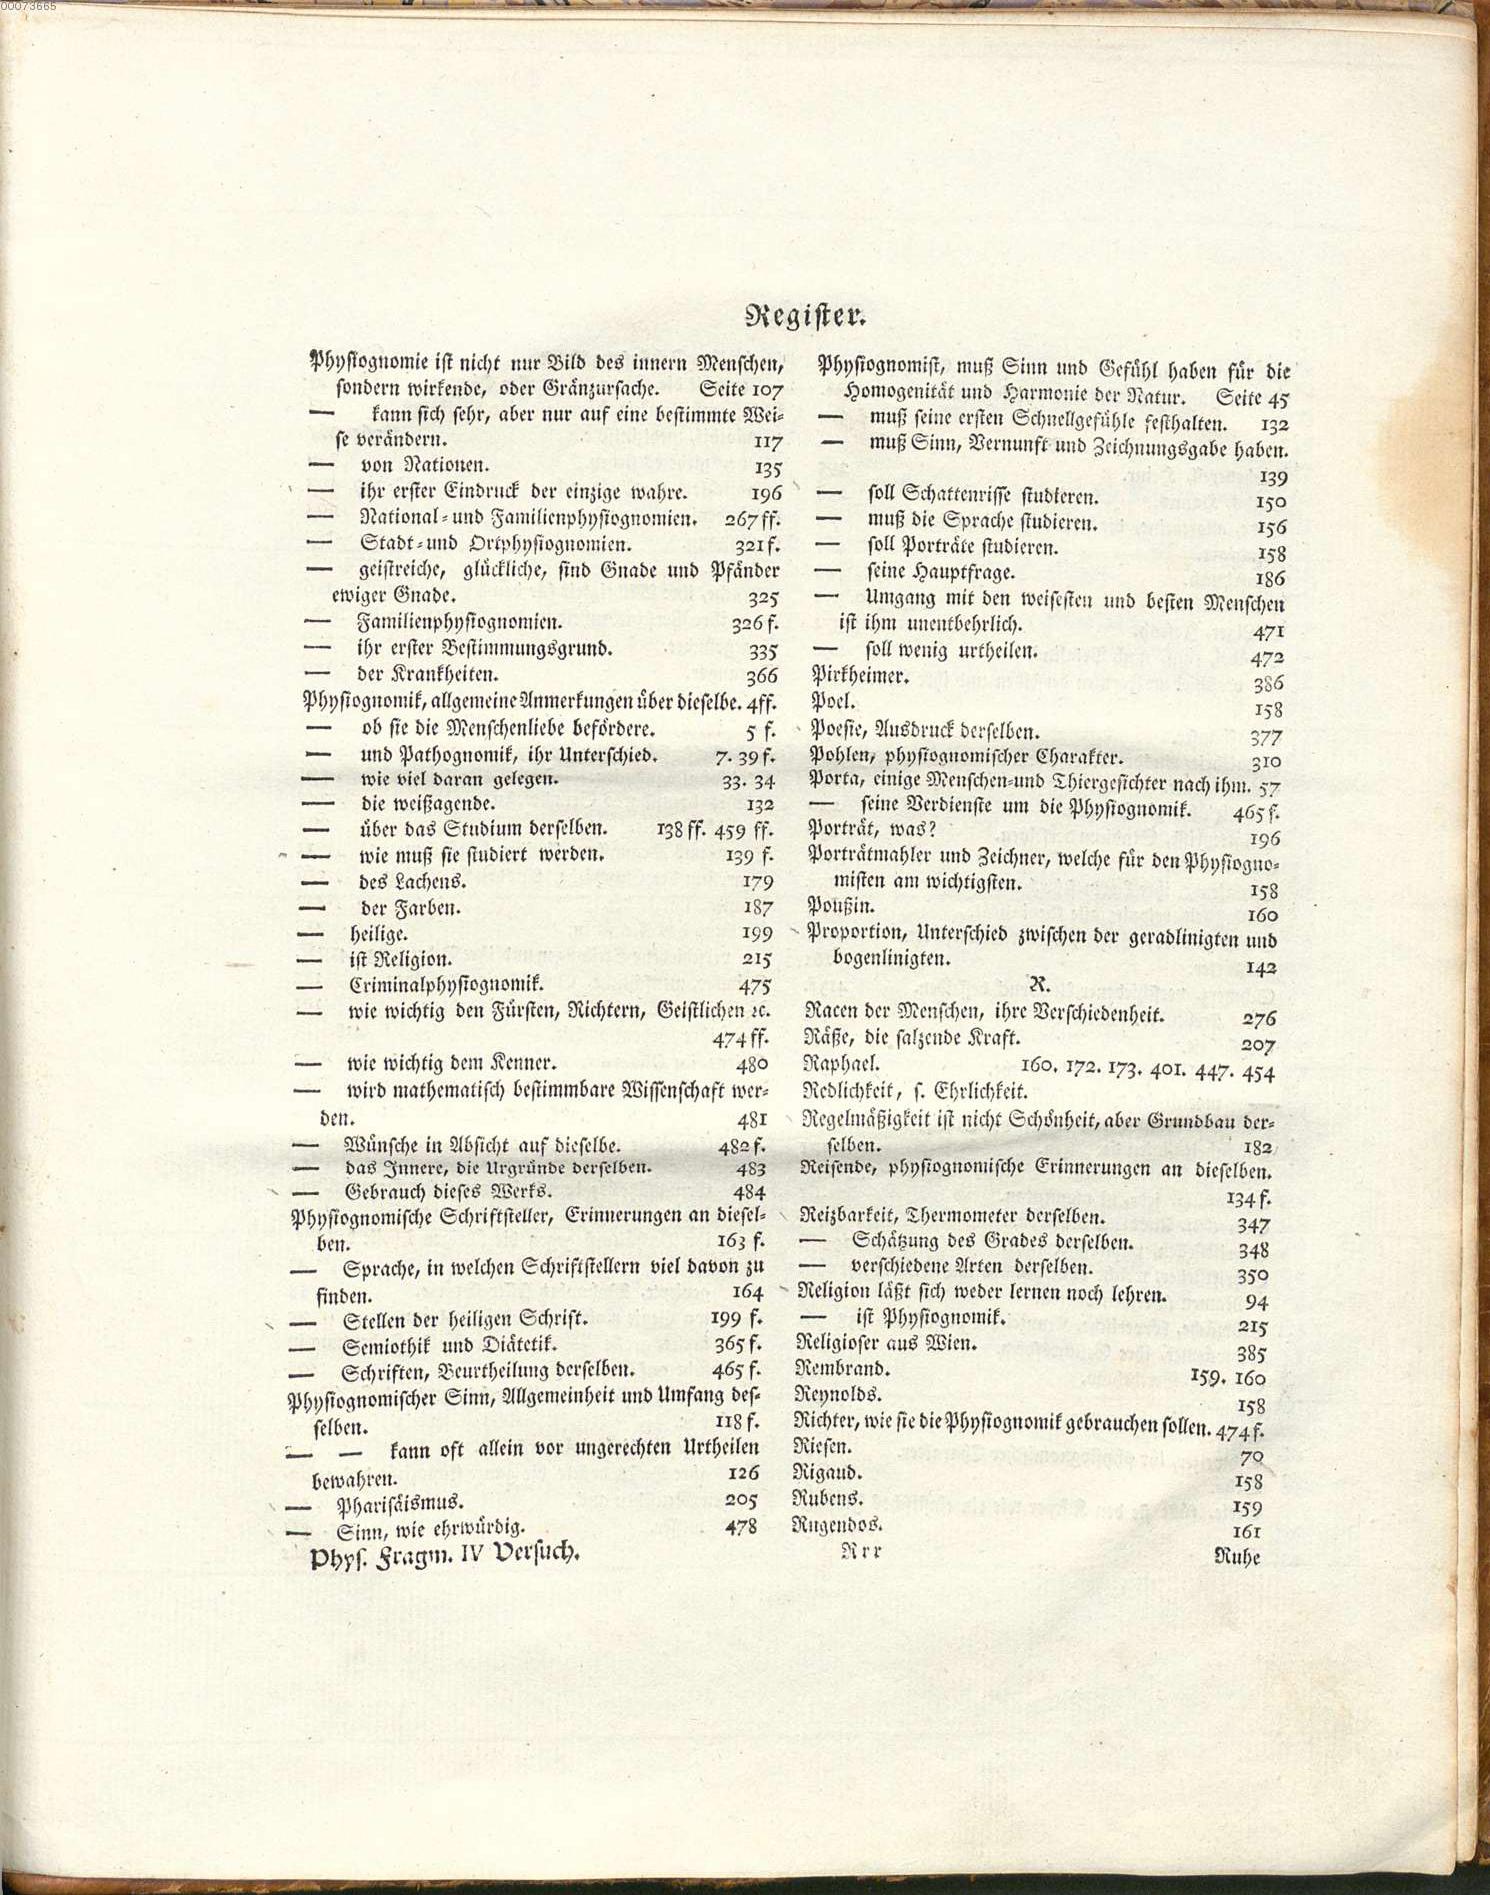 00073665
Register.
Physiognomie ist nicht nur Bild des innern Menschen,
sondern wirkende, oder Gränzursache. Seite 107
— kann sich sehr, aber nur auf eine bestimmte Wei-
se verändern. 117
— von Nationen. 135
— ihr erster Eindruck der einzige wahre. 196
— National- und Familienphysiognomien. 267 ff.
— Stadt- und Ortphysiognomien. 321 f.
— geistreiche, glückliche, sind Gnade und Pfänder
ewiger Gnade. 325
— Familienphysiognomien. 326 f.
— ihr erster Bestimmungsgrund. 335
— der Krankheiten. 366
Physiognomik, allgemeine Anmerkungen über dieselbe. 4 ff.
— ob sie die Menschenliebe befördere. 5 f.
— und Pathognomik, ihr Unterschied. 7. 39 f.
— wie viel daran gelegen. 33. 34
— die weißagende. 132
— über das Studium derselben. 138 ff. 459 ff.
— wie muß sie studiert werden. 139 f.
— des Lachens. 179
— der Farben. 187
— heilige. 199
— ist Religion. 215
— Criminalphysiognomik. 475
— wie wichtig den Fürsten, Richtern, Geistlichen ꝛc.
474 ff.
— wie wichtig dem Kenner. 480
— wird mathematisch bestimmbare Wissenschaft wer-
den. 481
— Wünsche in Absicht auf dieselbe. 482 f.
— das Innere, die Urgründe derselben. 483
— Gebrauch dieses Werks. 484
Physiognomische Schriftsteller, Erinnerungen an diesel-
ben. 163 f.
— Sprache, in welchen Schriftstellern viel davon zu
finden. 164
— Stellen der heiligen Schrift. 199 f.
— Semiothik und Diätetik. 365 f.
— Schriften, Beurtheilung derselben. 465 f.
Physiognomischer Sinn, Allgemeinheit und Umfang des-
selben. 118 f.
— — kann oft allein vor ungerechten Urtheilen
bewahren. 126
— Pharisäismus. 205
— Sinn, wie ehrwürdig. 478
Physiognomist, muß Sinn und Gefühl haben für die
Homogenität und Harmonie der Natur. Seite 45
— muß seine ersten Schnellgefühle festhalten. 132
— muß Sinn, Vernunft und Zeichnungsgabe haben.
139
— soll Schattenrisse studieren. 150
— muß die Sprache studieren. 156
— soll Porträte studieren. 158
— seine Hauptfrage. 186
— Umgang mit den weisesten und besten Menschen
ist ihm unentbehrlich. 471
— soll wenig urtheilen. 472
Pirkheimer. 386
Poel. 158
Poesie, Ausdruck derselben. 377
Pohlen, physiognomischer Charakter. 310
Porta, einige Menschen- und Thiergesichter nach ihm. 57
— seine Verdienste um die Physiognomik. 465 f.
Porträt, was? 196
Porträtmahler und Zeichner, welche für den Physiogno-
misten am wichtigsten. 158
Poußin. 160
Proportion, Unterschied zwischen der geradlinigten und
bogenlinigten. 142
R.
Racen der Menschen, ihre Verschiedenheit. 276
Räße, die salzende Kraft. 207
Raphael. 160. 172. 173. 401. 447. 454
Redlichkeit, s. Ehrlichkeit.
Regelmäßigkeit ist nicht Schönheit, aber Grundbau der-
selben. 182
Reisende, physiognomische Erinnerungen an dieselben.
134 f.
Reizbarkeit, Thermometer derselben. 347
— Schätzung des Grades derselben. 348
— verschiedene Arten derselben. 350
Religion läßt sich weder lernen noch lehren. 94
— ist Physiognomik. 215
Religioser aus Wien. 385
Rembrand. 159. 160
Reynolds. 158
Richter, wie sie die Physiognomik gebrauchen sollen. 474 f.
Riesen. 70
Rigaud. 158
Rubens. 159
Rugendos. 161
Phys. Fragm. IV Versuch. Rrr Ruhe